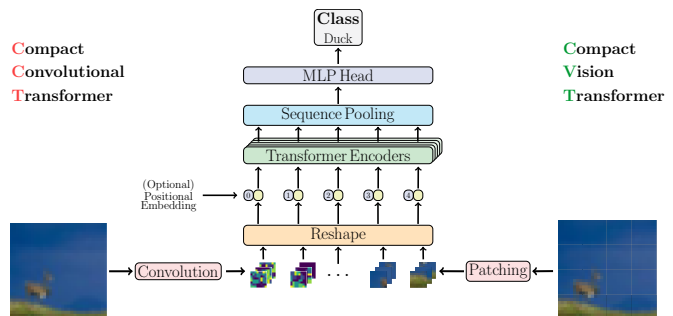 Class
Duck
Compact
Convolutional
Transformer
Compact
Vision
Transformer
MLP Head
Sequence Pooling
Transformer Encoders
(Optional)
Positional
Embedding
0 1 2 3 4
Reshape
Convolution
· · ·
Patching